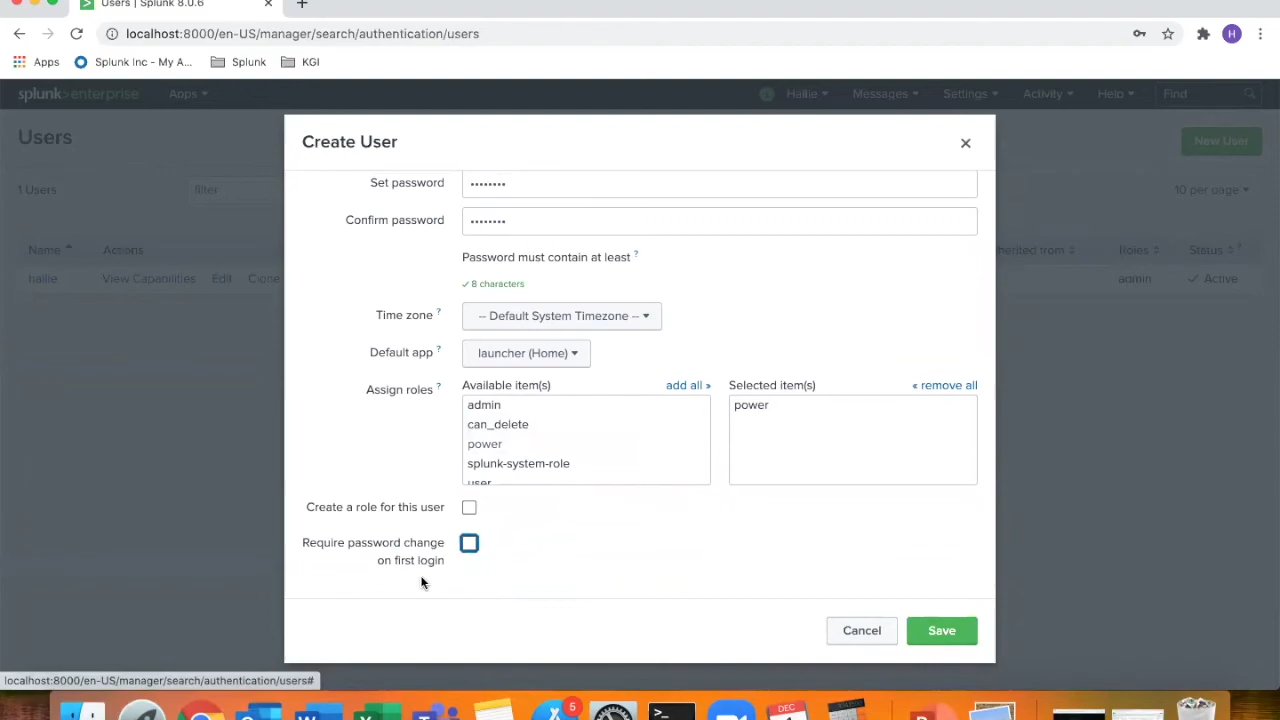 Users | Splunk 8.0.6
localhost:8000/en-US/manager/search/authentication/users
H
Apps
Splunk Inc - My A...
Splunk
KGI
splunk>enterprise
Apps
i
Hallie
Messages
Settings
Activity
Help
Find
Users
New User
1 Users
filter
10 per page
Name
Actions
Roles
Status
hallie
View Capabilities
Edit
Clone
admin
Active
Create User
Set password
••••••••
Confirm password
••••••••
Password must contain at least ?
✓ 8 characters
Time zone ?
-- Default System Timezone --
Default app ?
launcher (Home)
Assign roles ?
Available item(s)
add all »
Selected item(s)
« remove all
admin
can_delete
power
splunk-system-role
user
power
Create a role for this user
Require password change
on first login
Cancel
Save
localhost:8000/en-US/manager/search/authentication/users#
5
DEC